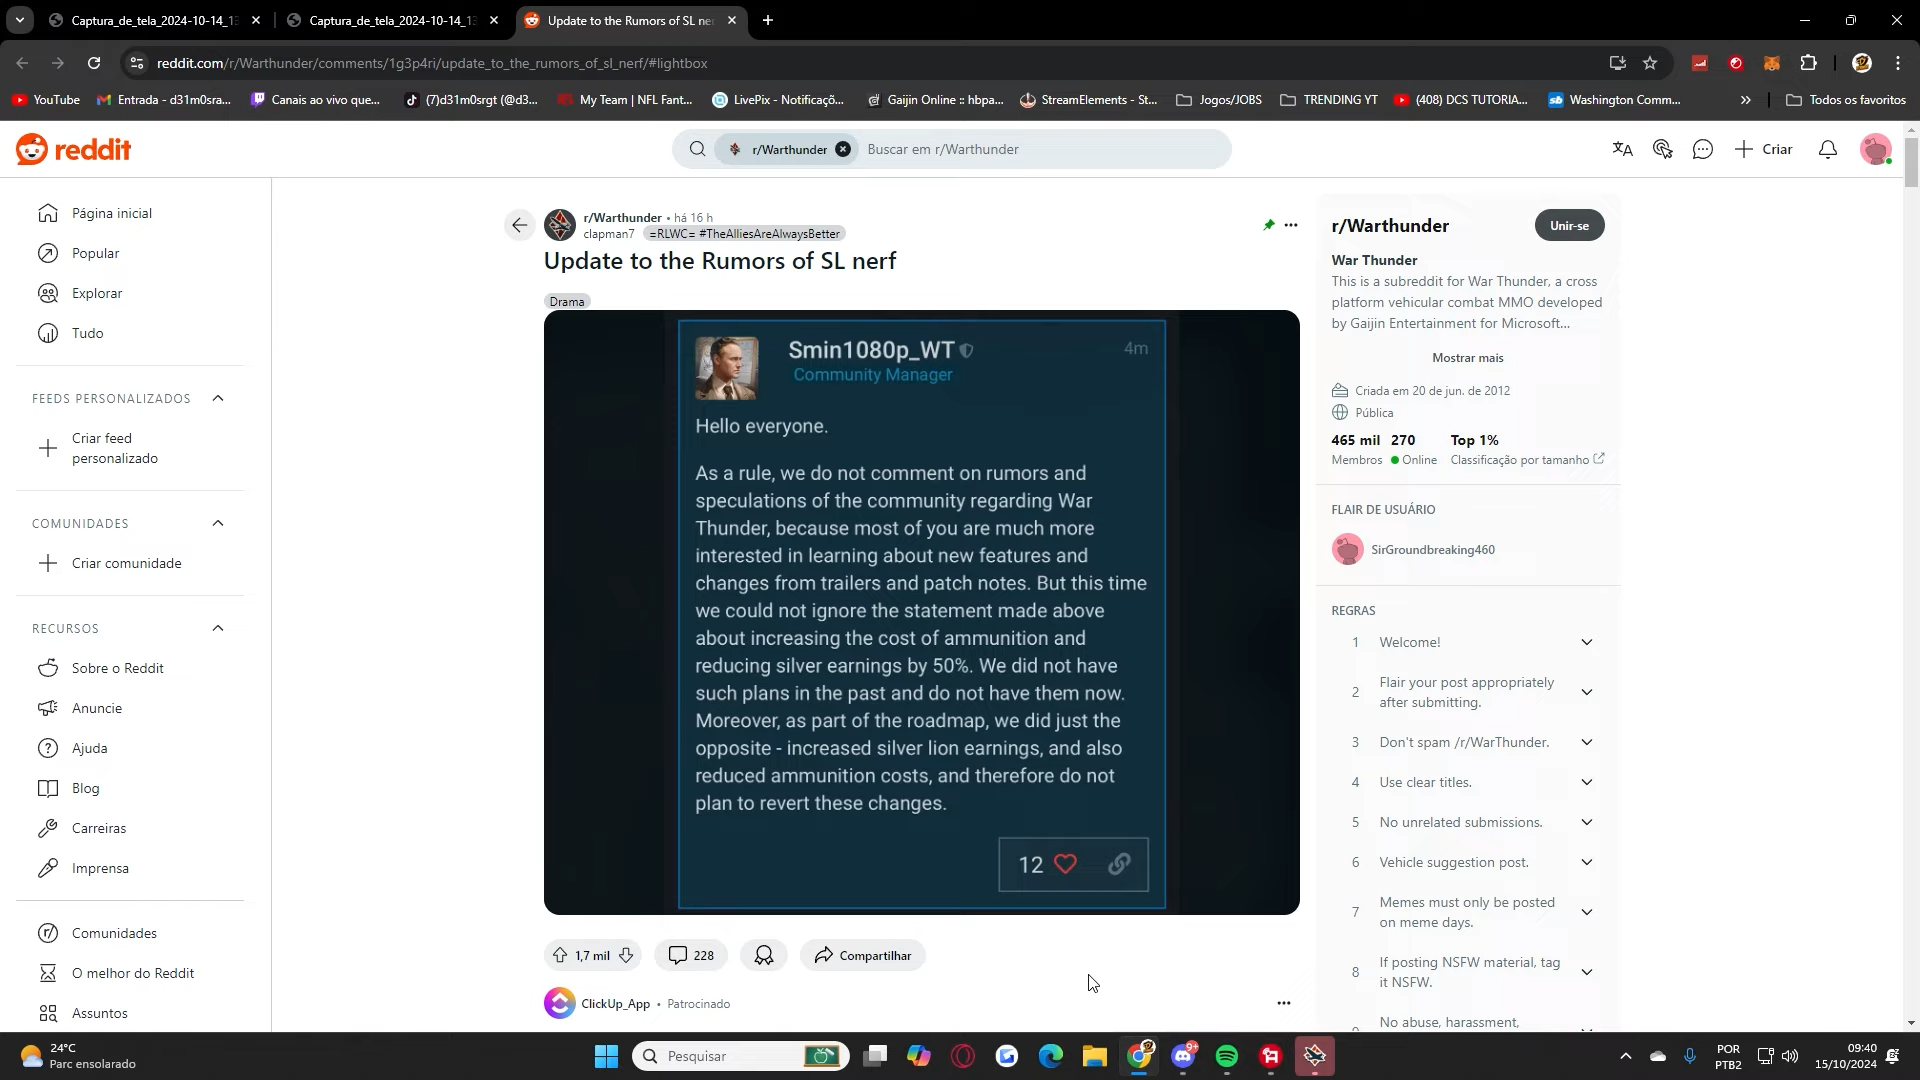 Captura_de_tela_2024-10-14_13
Captura_de_tela_2024-10-14_13
Update to the Rumors of SL ne
reddit.com/r/Warthunder/comments/1g3p4ri/update_to_the_rumors_of_sl_nerf/#lightbox
YouTube
Entrada - d31m0sra...
Canais ao vivo que...
(7)d31m0srgt (@d3...
My Team | NFL Fant...
LivePix - Notificaçõ...
Gaijin Online :: hbpa...
StreamElements - St...
Jogos/JOBS
TRENDING YT
(408) DCS TUTORIA...
Washington Comm...
Todos os favoritos
reddit
r/Warthunder
Buscar em r/Warthunder
Criar
Página inicial
Popular
Explorar
Tudo
FEEDS PERSONALIZADOS
Criar feed
personalizado
COMUNIDADES
Criar comunidade
RECURSOS
Sobre o Reddit
Anuncie
Ajuda
Blog
Carreiras
Imprensa
Comunidades
O melhor do Reddit
Assuntos
r/Warthunder • há 16 h
clapman7 =RLWC= #TheAlliesAreAlwaysBetter
Update to the Rumors of SL nerf
Drama
Smin1080p_WT
4m
Community Manager
Hello everyone.
As a rule, we do not comment on rumors and
speculations of the community regarding War
Thunder, because most of you are much more
interested in learning about new features and
changes from trailers and patch notes. But this time
we could not ignore the statement made above
about increasing the cost of ammunition and
reducing silver earnings by 50%. We did not have
such plans in the past and do not have them now.
Moreover, as part of the roadmap, we did just the
opposite - increased silver lion earnings, and also
reduced ammunition costs, and therefore do not
plan to revert these changes.
12
1,7 mil
228
Compartilhar
ClickUp_App • Patrocinado
r/Warthunder
Unir-se
War Thunder
This is a subreddit for War Thunder, a cross
platform vehicular combat MMO developed
by Gaijin Entertainment for Microsoft...
Mostrar mais
Criada em 20 de jun. de 2012
Pública
465 mil 270 Top 1%
Membros Online Classificação por tamanho
FLAIR DE USUÁRIO
SirGroundbreaking460
REGRAS
1 Welcome!
2 Flair your post appropriately
after submitting.
3 Don't spam /r/WarThunder.
4 Use clear titles.
5 No unrelated submissions.
6 Vehicle suggestion post.
7 Memes must only be posted
on meme days.
8 If posting NSFW material, tag
it NSFW.
No abuse, harassment,
24°C
Parc ensolarado
Pesquisar
9+
POR
PTB2
09:40
15/10/2024